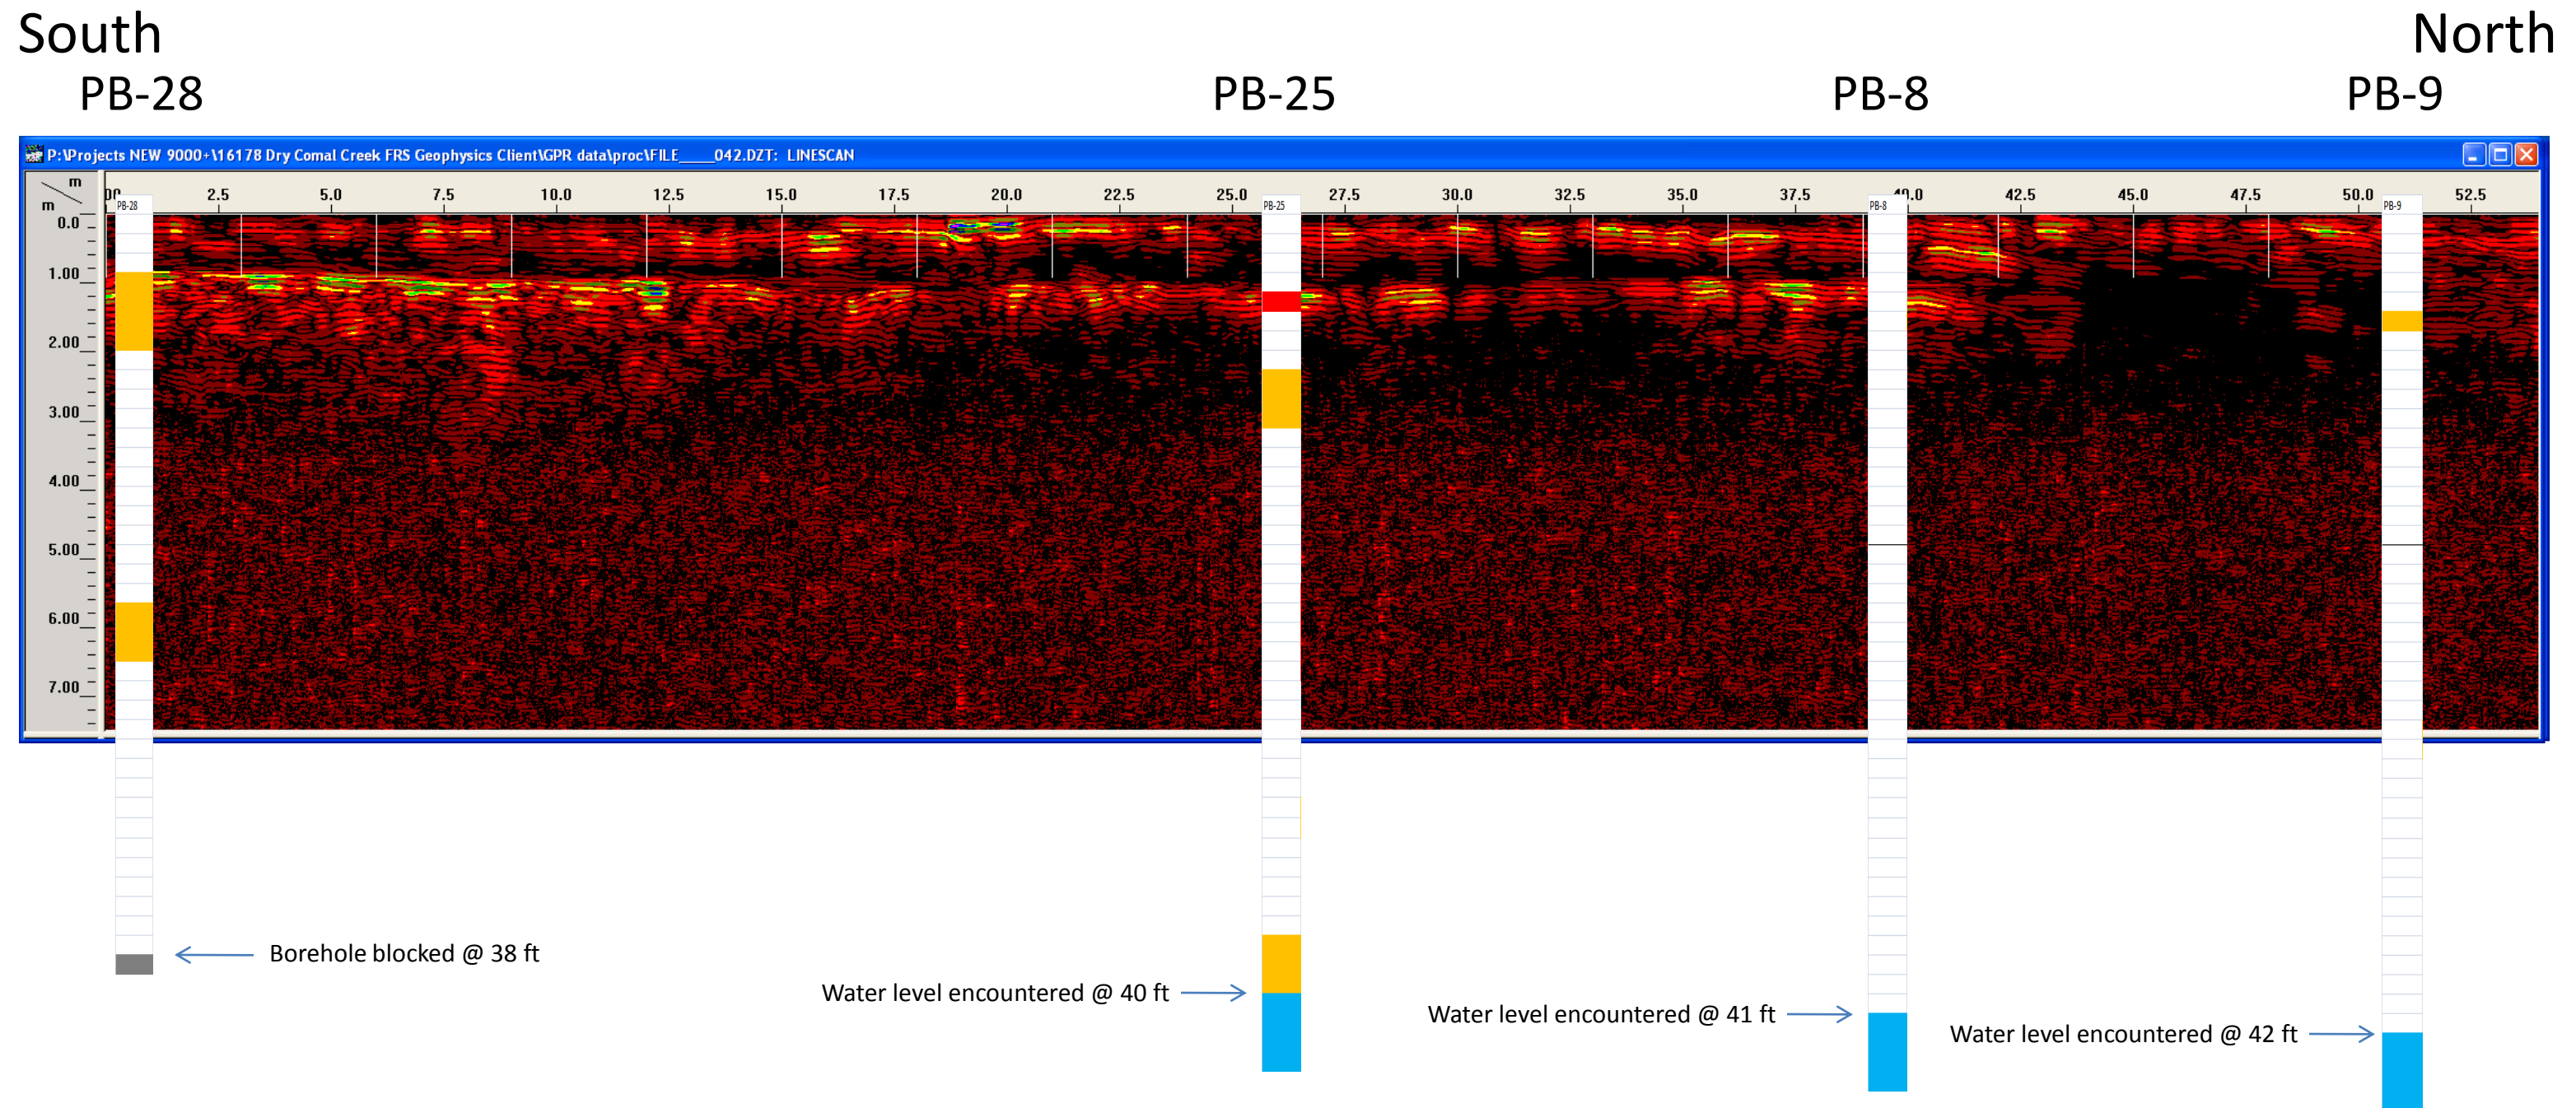 South North
PB-28 PB-25 PB-8 PB-9
P:\Projects NEW 9000+\16178 Dry Comal Creek FRS Geophysics Client\GPR data\proc\FILE____042.DZT: LINESCAN
m
m
2.5 5.0 7.5 10.0 12.5 15.0 17.5 20.0 22.5 25.0 27.5 30.0 32.5 35.0 37.5 42.5 45.0 47.5 50.0 52.5
PB-28 PB-25 PB-8 PB-9
0.0
1.00
2.00
3.00
4.00
5.00
6.00
7.00
Borehole blocked @ 38 ft
Water level encountered @ 40 ft
Water level encountered @ 41 ft
Water level encountered @ 42 ft